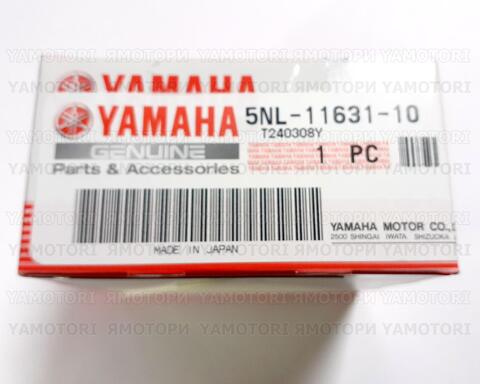 YAMOTORI ЯМОТОРИ YAMOTORI ЯМОТОРИ YAMOTORI
YAMAHA
YAMAHA 5NL-11631-10
T240308Y
GENUINE
Parts & Accessories
1 PC
MADE IN JAPAN
YAMAHA MOTOR CO.,
2500 SHINGAI IWATA SHIZUOKA
YAMOTORI ЯМОТОРИ YAMOTORI ЯМОТОРИ YAMOTORI